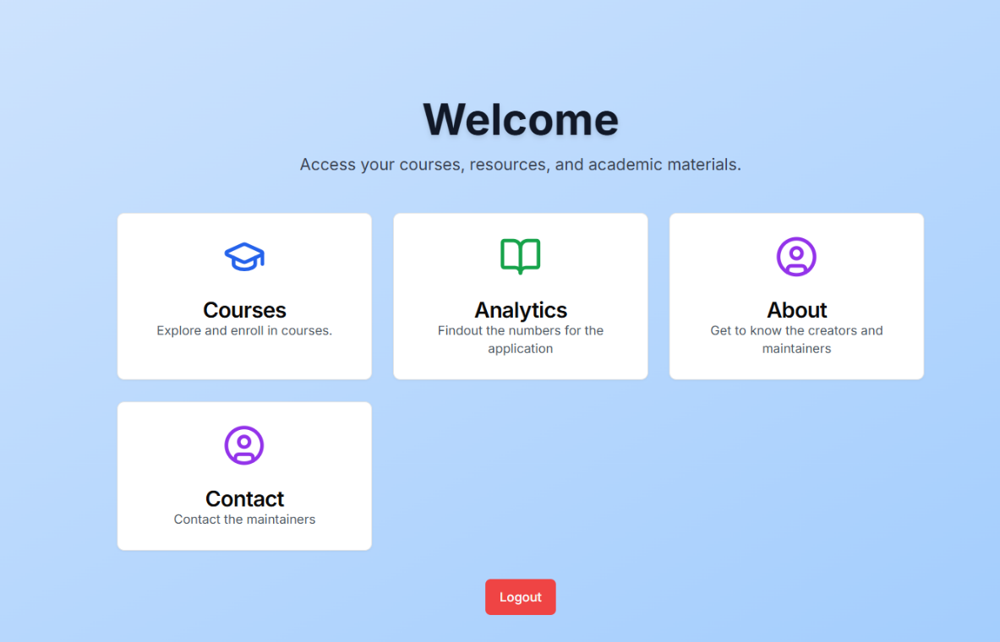 Welcome
Access your courses, resources, and academic materials.
Courses
Explore and enroll in courses.
Analytics
Findout the numbers for the
application
About
Get to know the creators and
maintainers
Contact
Contact the maintainers
Logout